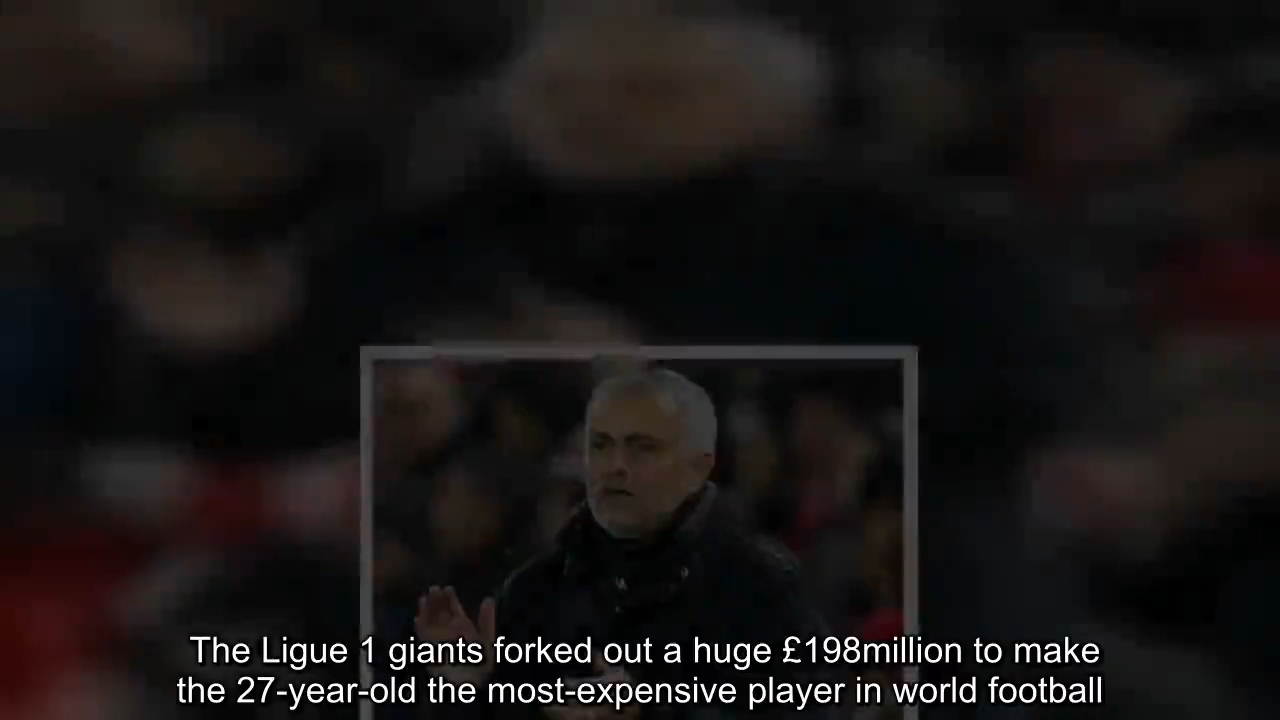 The Ligue 1 giants forked out a huge £198million to make
the 27-year-old the most-expensive player in world football